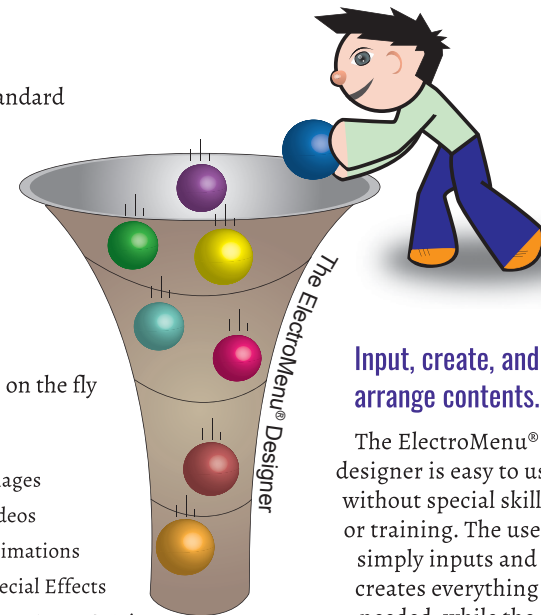 andard
on the fly
ages
deos
imations
ecial Effects
The ElectroMenu® Designer
Input, create, and
arrange contents.
The ElectroMenu®
designer is easy to us
without special skill
or training. The use
simply inputs and
creates everything